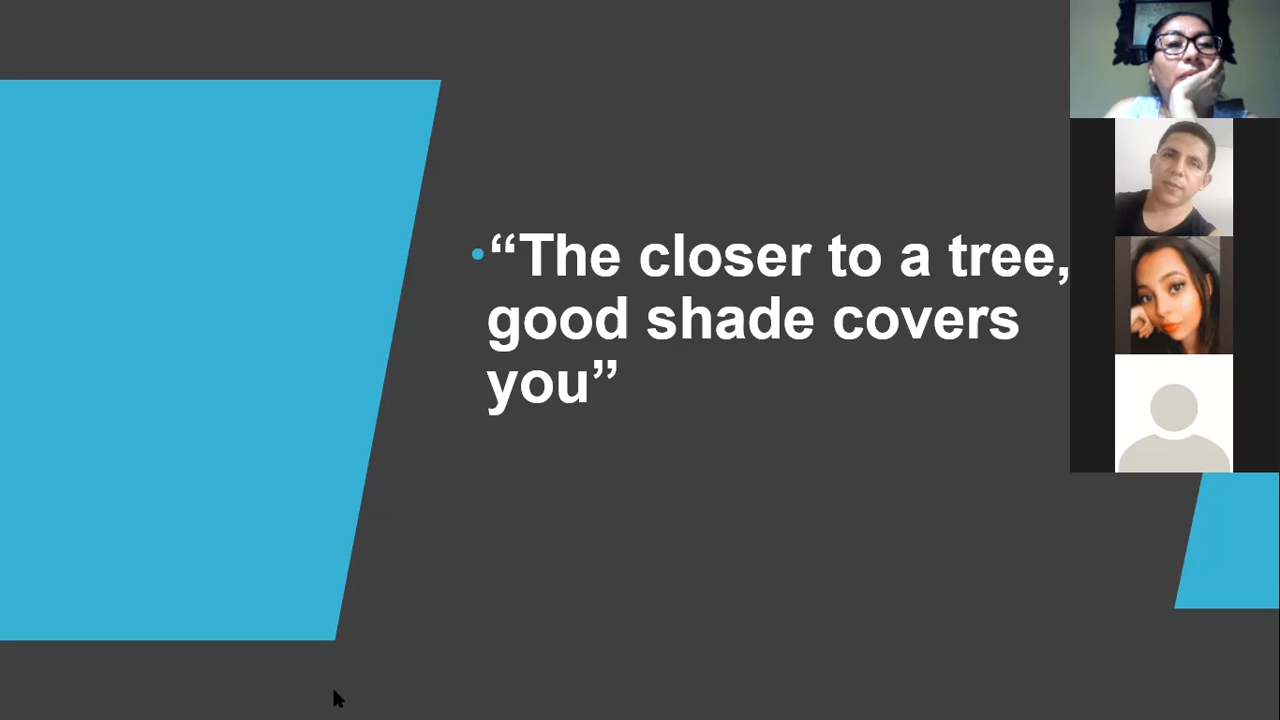 “The closer to a tree,
good shade covers
you”